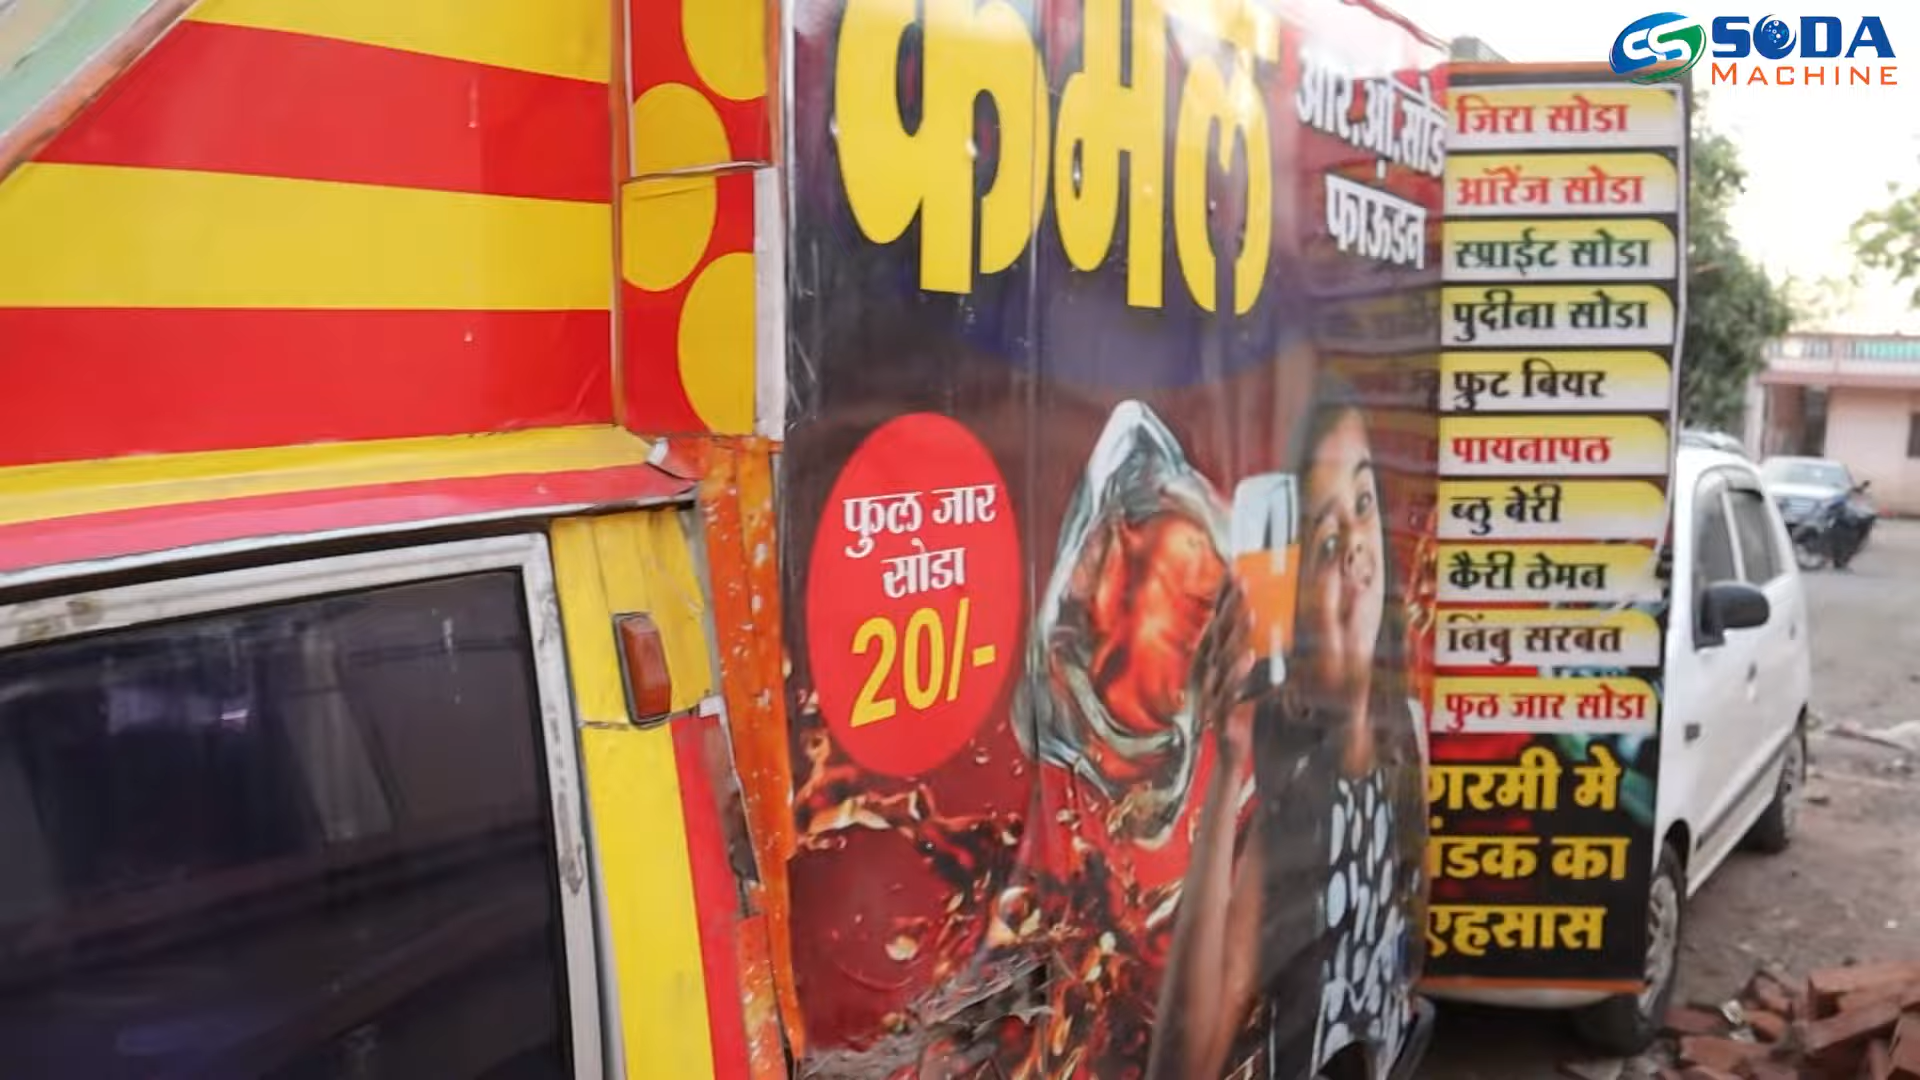 कमल
आर.ओ.सोडा
फाऊंडन
फुल जार
सोडा
20/-
जिरा सोडा
ऑरेंज सोडा
स्प्राईट सोडा
पुदीना सोडा
फ्रुट बियर
पायनापल
ब्लु बेरी
कैरी ठेमन
निंबु सरबत
फुल जार सोडा
गरमी मे
ठंडक का
एहसास
SODA
MACHINE